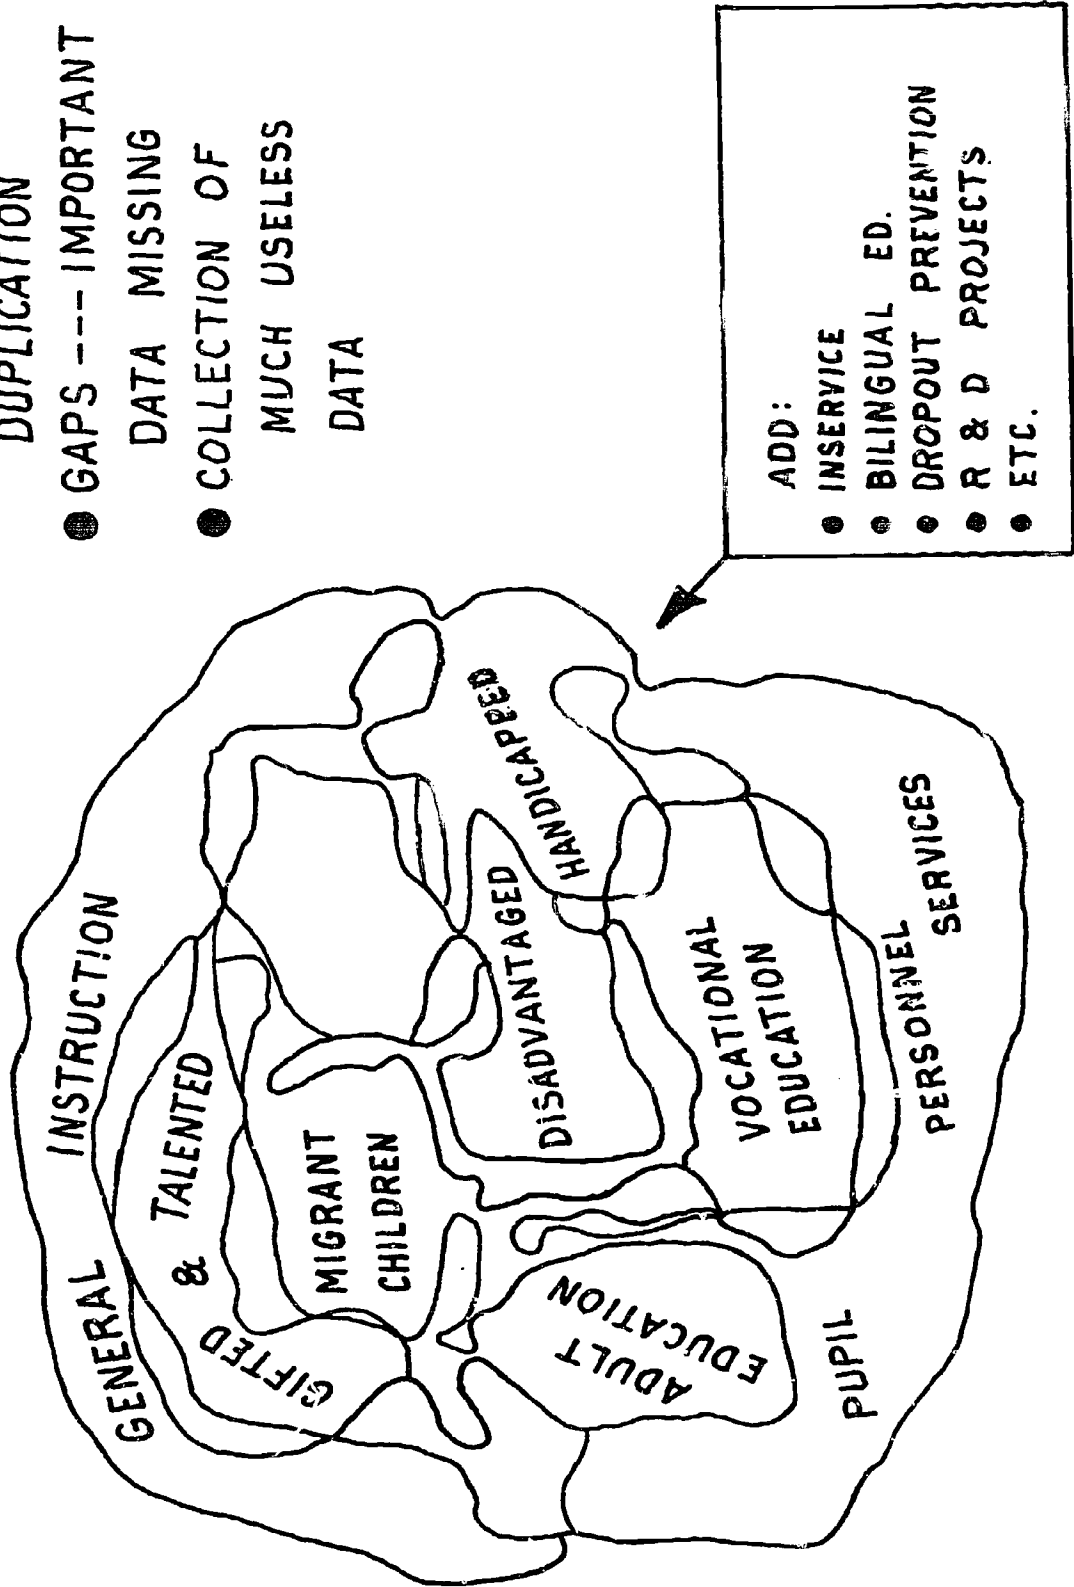 DUPLICATION
● GAPS --- IMPORTANT
DATA MISSING
● COLLECTION OF
MUCH USELESS
DATA
GENERAL INSTRUCTION
GIFTED & TALENTED
MIGRANT
CHILDREN
DISADVANTAGED
HANDICAPPED
ADULT
EDUCATION
VOCATIONAL
EDUCATION
PUPIL PERSONNEL SERVICES
ADD:
● INSERVICE
● BILINGUAL ED.
● DROPOUT PREVENTION
● R & D PROJECTS
● ETC.